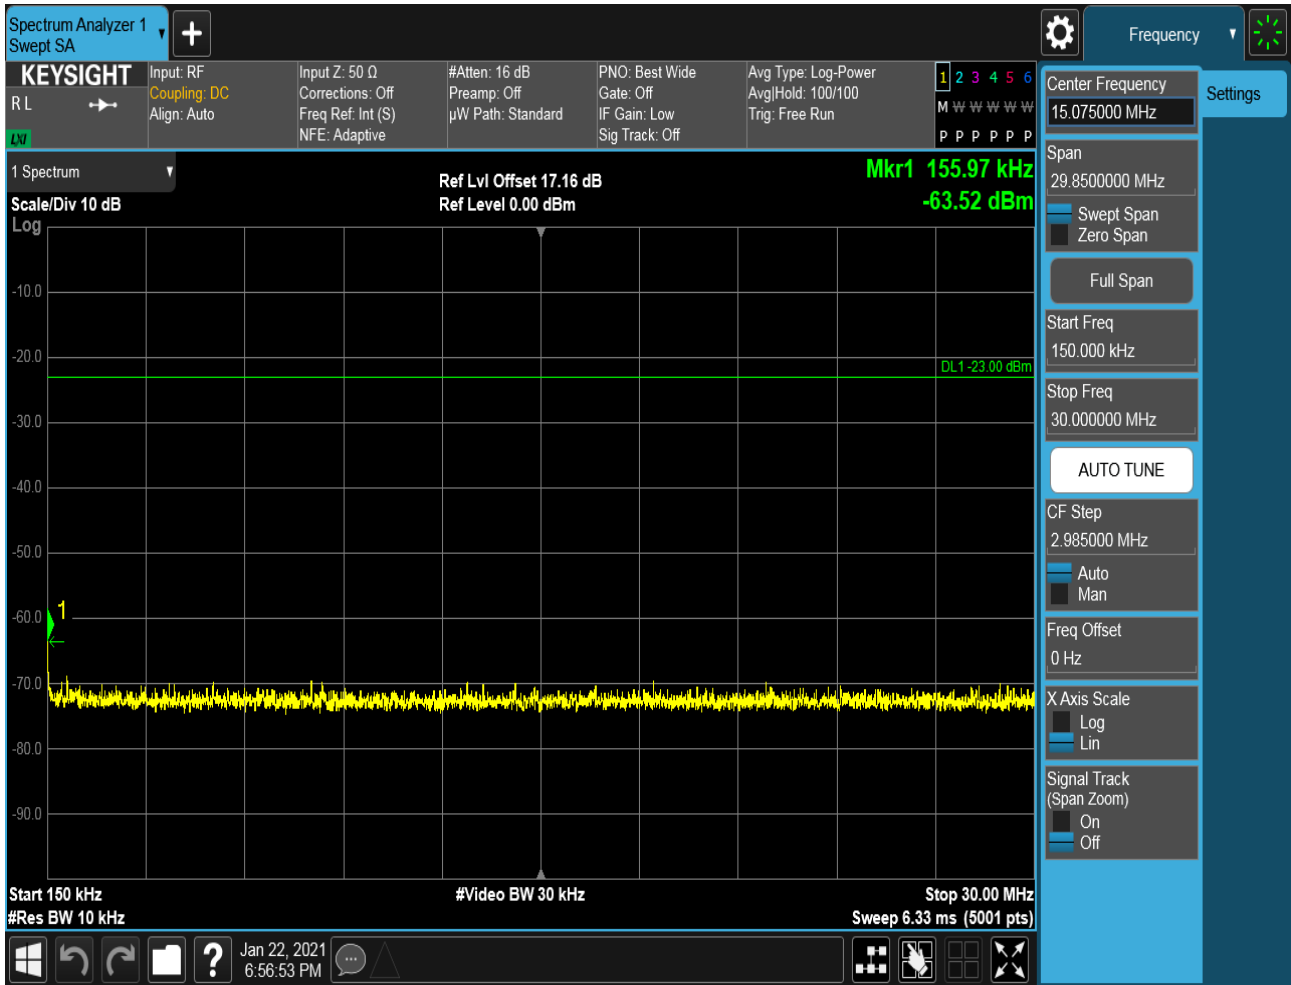 Spectrum Analyzer 1
Swept SA
Frequency
KEYSIGHT
R L
LXI
Input: RF
Coupling: DC
Align: Auto
Input Z: 50 Ω
Corrections: Off
Freq Ref: Int (S)
NFE: Adaptive
#Atten: 16 dB
Preamp: Off
µW Path: Standard
PNO: Best Wide
Gate: Off
IF Gain: Low
Sig Track: Off
Avg Type: Log-Power
Avg|Hold: 100/100
Trig: Free Run
1 2 3 4 5 6
M W W W W W
P P P P P P
Center Frequency
15.075000 MHz
Settings
Span
29.8500000 MHz
Swept Span
Zero Span
Full Span
Start Freq
150.000 kHz
Stop Freq
30.000000 MHz
AUTO TUNE
CF Step
2.985000 MHz
Auto
Man
Freq Offset
0 Hz
X Axis Scale
Log
Lin
Signal Track
(Span Zoom)
On
Off
1 Spectrum
Scale/Div 10 dB
Log
Ref Lvl Offset 17.16 dB
Ref Level 0.00 dBm
Mkr1 155.97 kHz
-63.52 dBm
-10.0
-20.0
DL1 -23.00 dBm
-30.0
-40.0
-50.0
-60.0
1
-70.0
-80.0
-90.0
Start 150 kHz
#Video BW 30 kHz
Stop 30.00 MHz
#Res BW 10 kHz
Sweep 6.33 ms (5001 pts)
?
Jan 22, 2021
6:56:53 PM